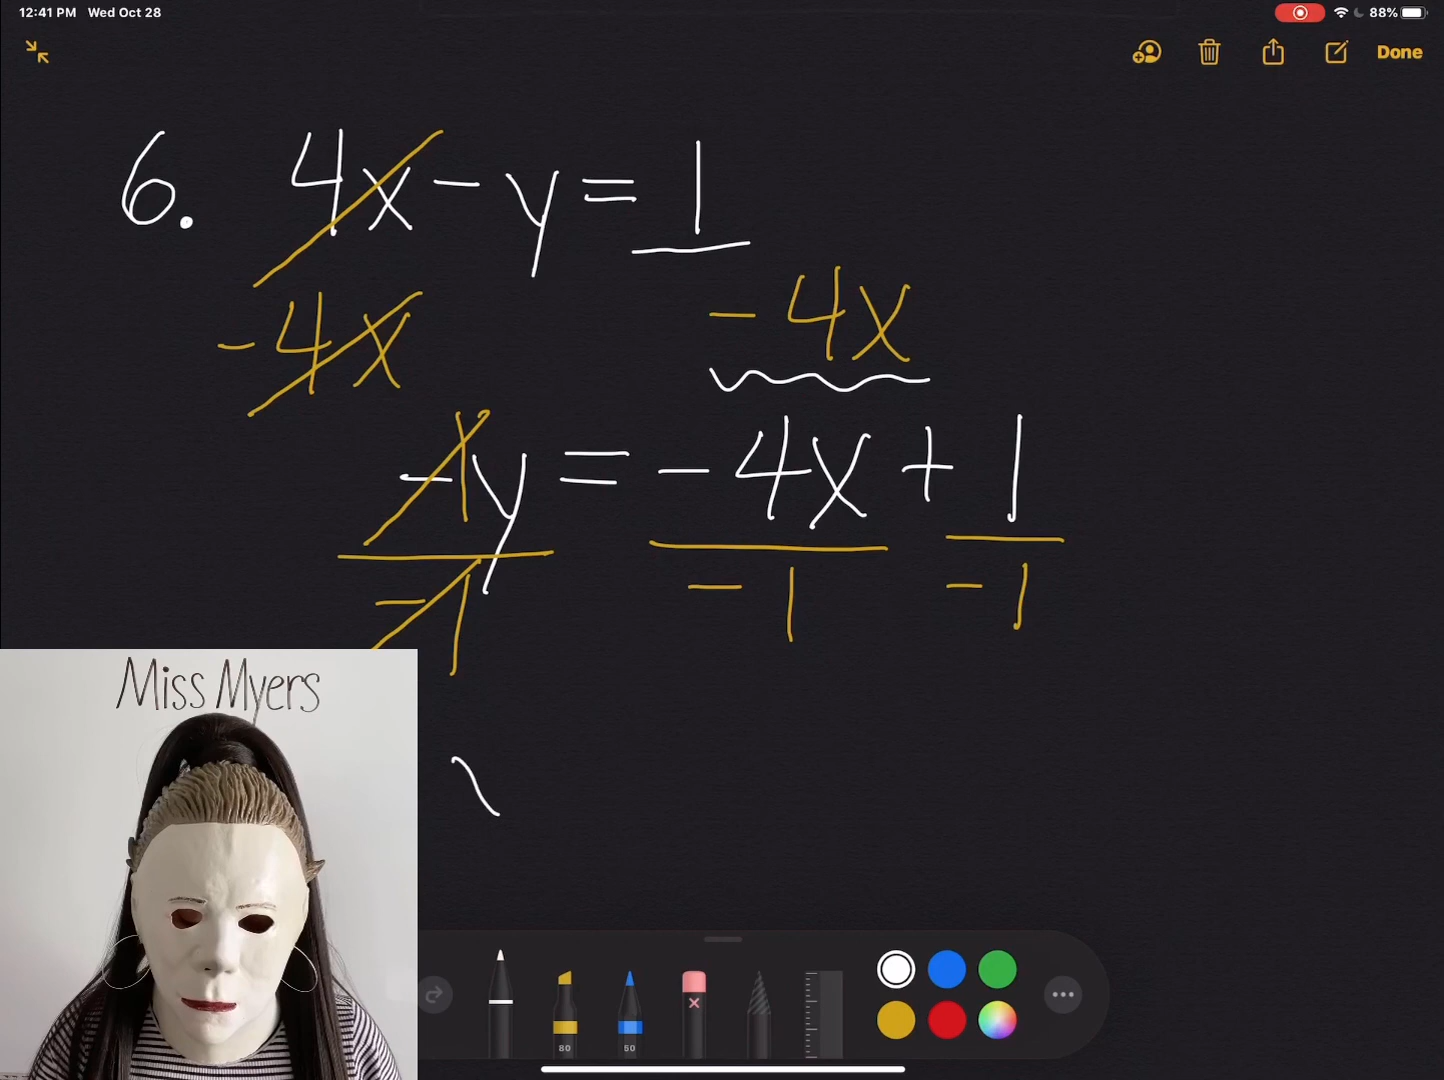 12:41 PM Wed Oct 28
88%
Done
6. 4x - y = 1
-4x -4x
-1y = -4x + 1
-1 -1 -1
Miss Myers
80
50